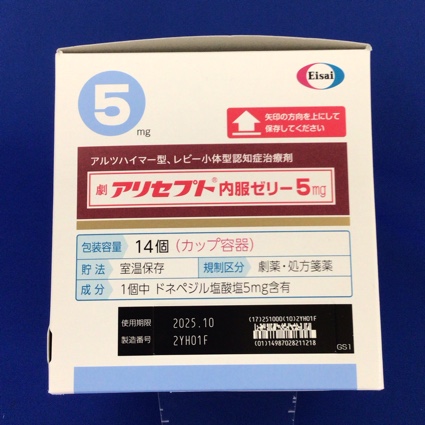 5
mg
Eisai
矢印の方向を上にして
保存してください
アルツハイマー型、レビー小体型認知症治療剤
劇 アリセプト® 内服ゼリー5mg
包装容量 14個(カップ容器)
貯法 室温保存 規制区分 劇薬・処方箋薬
成分 1個中 ドネペジル塩酸塩5mg含有
使用期限 2025.10
製造番号 2YH01F
(17)251000(10)2YH01F
(01)14987028211218
GS1